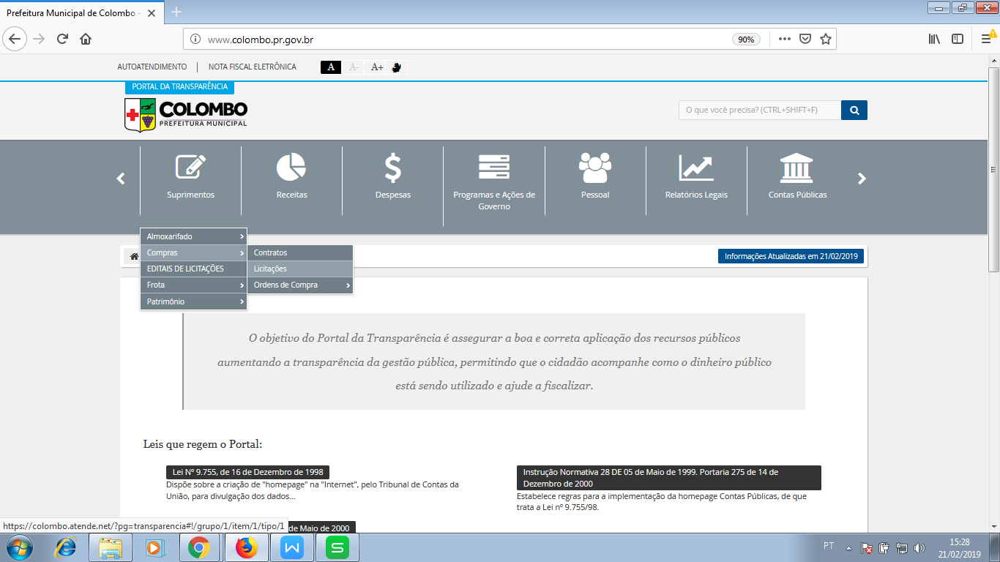 Prefeitura Municipal de Colombo -
www.colombo.pr.gov.br
90%
AUTOATENDIMENTO
NOTA FISCAL ELETRÔNICA
A A- A+
PORTAL DA TRANSPARÊNCIA
COLOMBO
PREFEITURA MUNICIPAL
O que você precisa? (CTRL+SHIFT+F)
Suprimentos
Receitas
Despesas
Programas e Ações de
Governo
Pessoal
Relatórios Legais
Contas Públicas
Almoxarifado
Compras
EDITAIS DE LICITAÇÕES
Frota
Patrimônio
Contratos
Licitações
Ordens de Compra
Informações Atualizadas em 21/02/2019
O objetivo do Portal da Transparência é assegurar a boa e correta aplicação dos recursos públicos
aumentando a transparência da gestão pública, permitindo que o cidadão acompanhe como o dinheiro público
está sendo utilizado e ajude a fiscalizar.
Leis que regem o Portal:
Lei Nº 9.755, de 16 de Dezembro de 1998
Dispõe sobre a criação de "homepage" na "Internet", pelo Tribunal de Contas da
União, para divulgação dos dados...
Instrução Normativa 28 DE 05 de Maio de 1999. Portaria 275 de 14 de
Dezembro de 2000
Estabelece regras para a implementação da homepage Contas Públicas, de que
trata a Lei nº 9.755/98.
https://colombo.atende.net/?pg=transparencia#!/grupo/1/item/1/tipo/1
de Maio de 2000
PT
15:28
21/02/2019